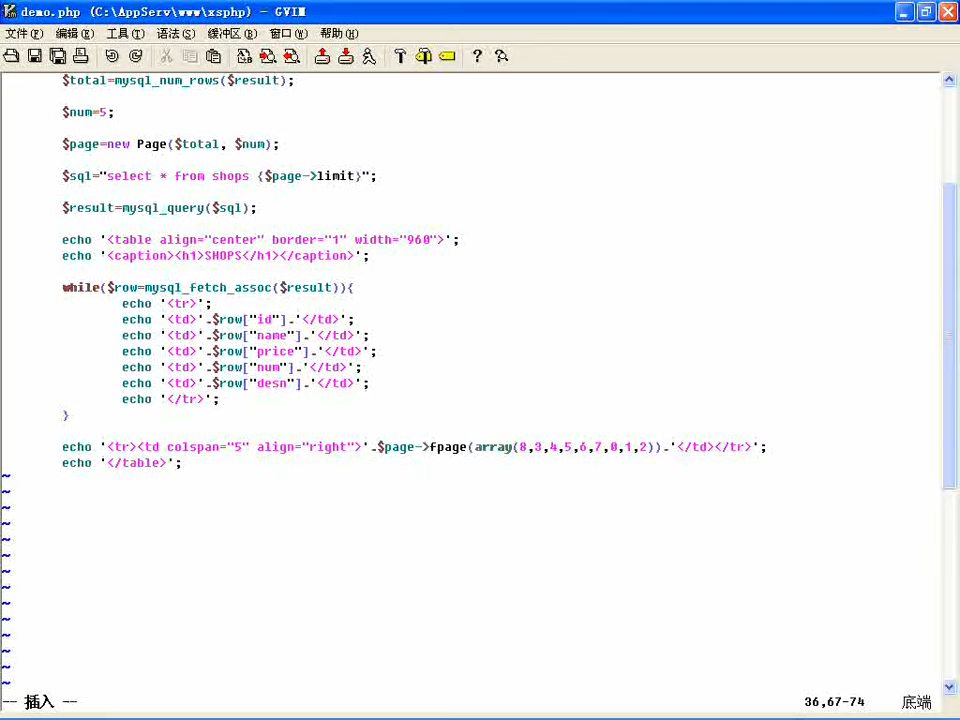 demo.php (C:\AppServ\www\xsphp) - GVIM
文件(F) 编辑(E) 工具(T) 语法(S) 缓冲区(B) 窗口(W) 帮助(H)
$total=mysql_num_rows($result);
$num=5;
$page=new Page($total, $num);
$sql="select * from shops {$page->limit}";
$result=mysql_query($sql);
echo '<table align="center" border="1" width="960">';
echo '<caption><h1>SHOPS</h1></caption>';
while($row=mysql_fetch_assoc($result)){
echo '<tr>';
echo '<td>'.$row["id"].'</td>';
echo '<td>'.$row["name"].'</td>';
echo '<td>'.$row["price"].'</td>';
echo '<td>'.$row["num"].'</td>';
echo '<td>'.$row["desn"].'</td>';
echo '</tr>';
}
echo '<tr><td colspan="5" align="right">'.$page->fpage(array(8,3,4,5,6,7,0,1,2)).'</td></tr>';
echo '</table>';
~
~
~
~
~
~
~
~
~
~
~
~
~
~
-- 插入 -- 36,67-74 底端